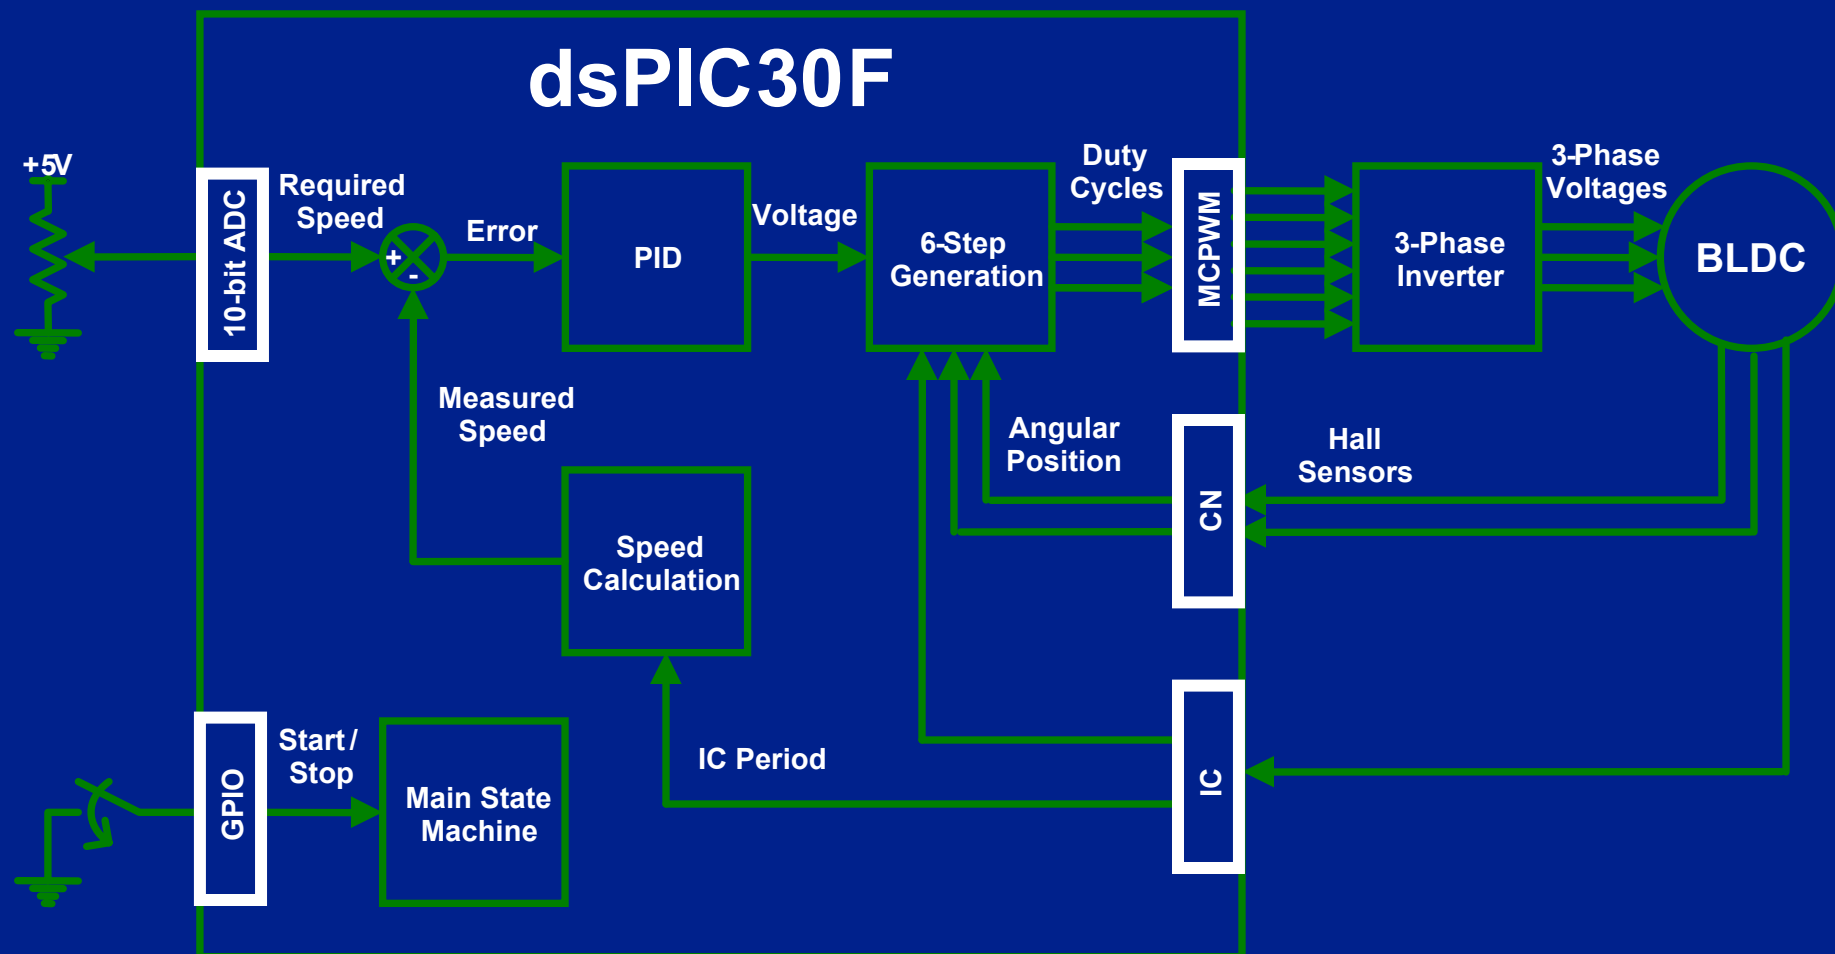 dsPIC30F
+5V
10-bit ADC
Required
Speed
+
-
Error
PID
Voltage
6-Step
Generation
Duty
Cycles
MCPWM
3-Phase
Inverter
3-Phase
Voltages
BLDC
Measured
Speed
Angular
Position
CN
Hall
Sensors
Speed
Calculation
GPIO
Start /
Stop
Main State
Machine
IC Period
IC